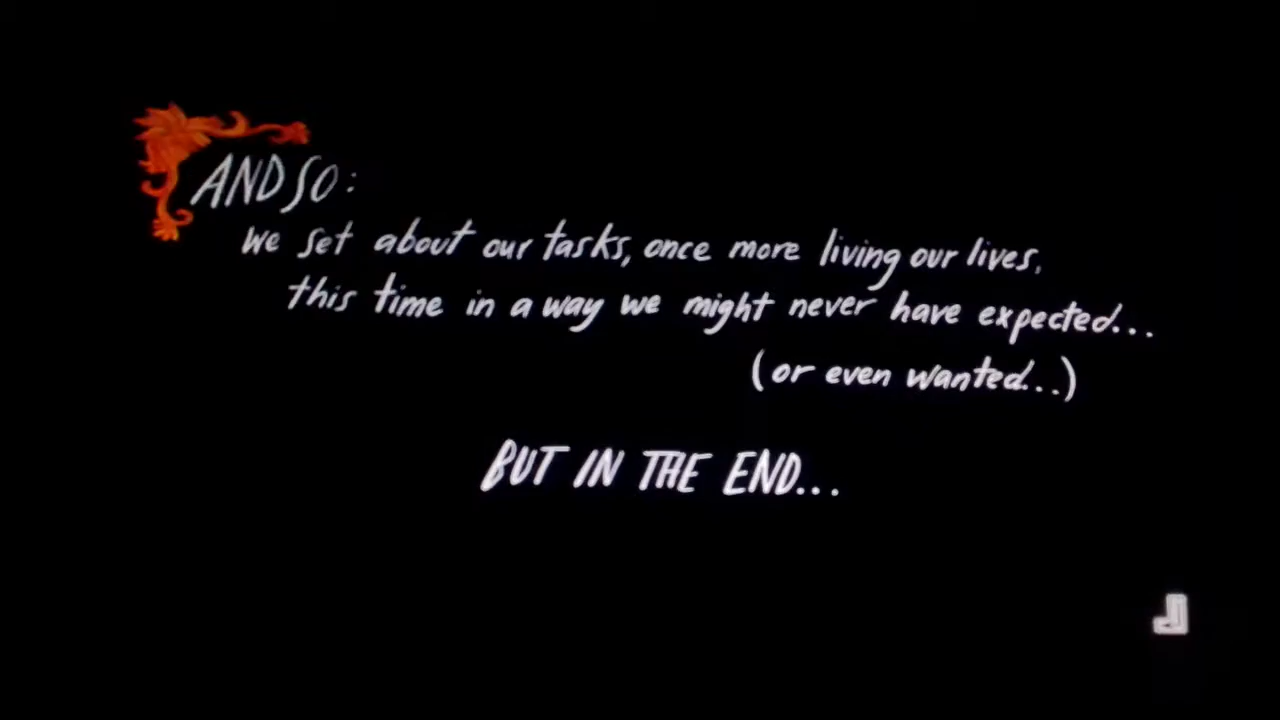 AND SO:
We set about our tasks, once more living our lives,
this time in a way we might never have expected...
(or even wanted...)
BUT IN THE END...